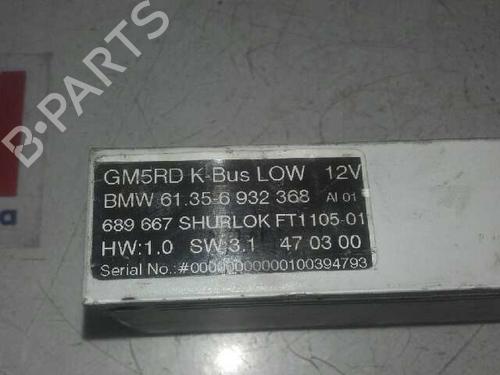 B-PARTS
GM5RD K-Bus LOW 12V
BMW 61.35-6 932 368 AI 01
689 667 SHURLOK FT1105-01
HW:1.0 SW:3.1 47 03 00
Serial No.:#00000000000100394793